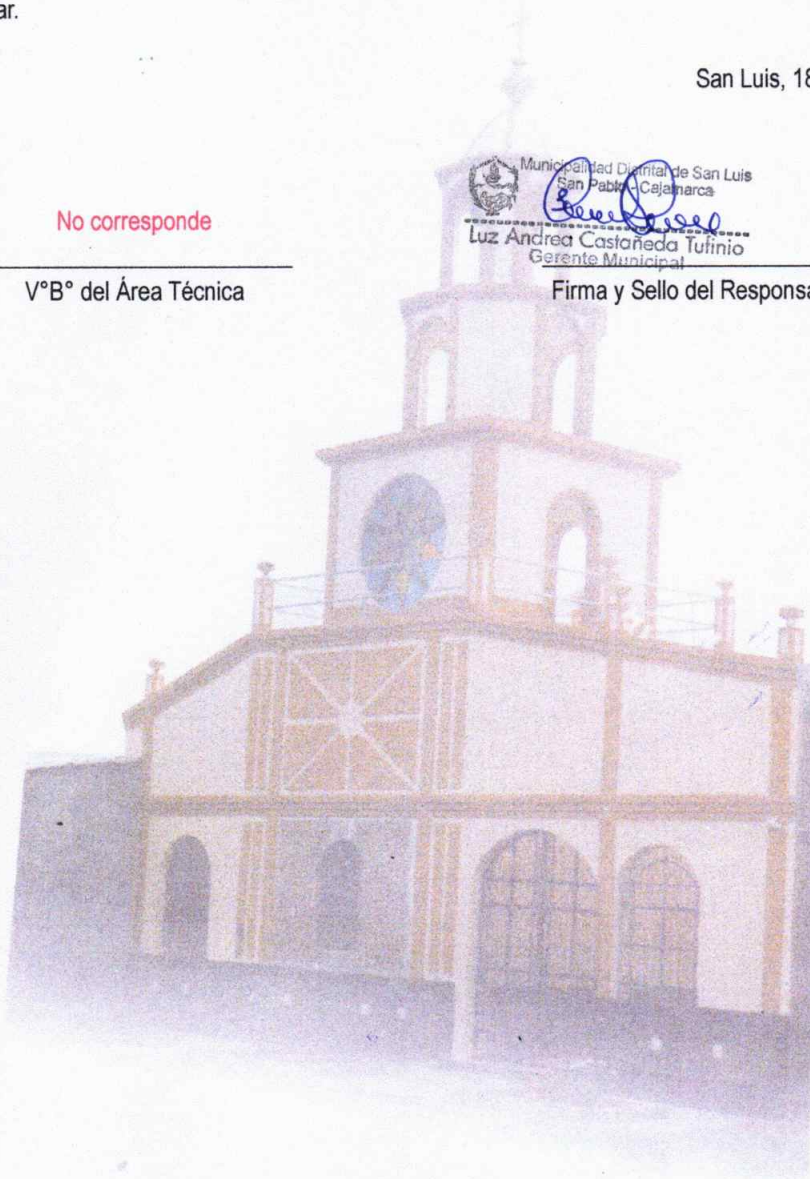 ar.
San Luis, 18
Municipalidad Distrital de San Luis
San Pablo - Cajamarca
No corresponde
Luz Andrea Castañeda Tufinio
Gerente Municipal
V°B° del Área Técnica
Firma y Sello del Responsa